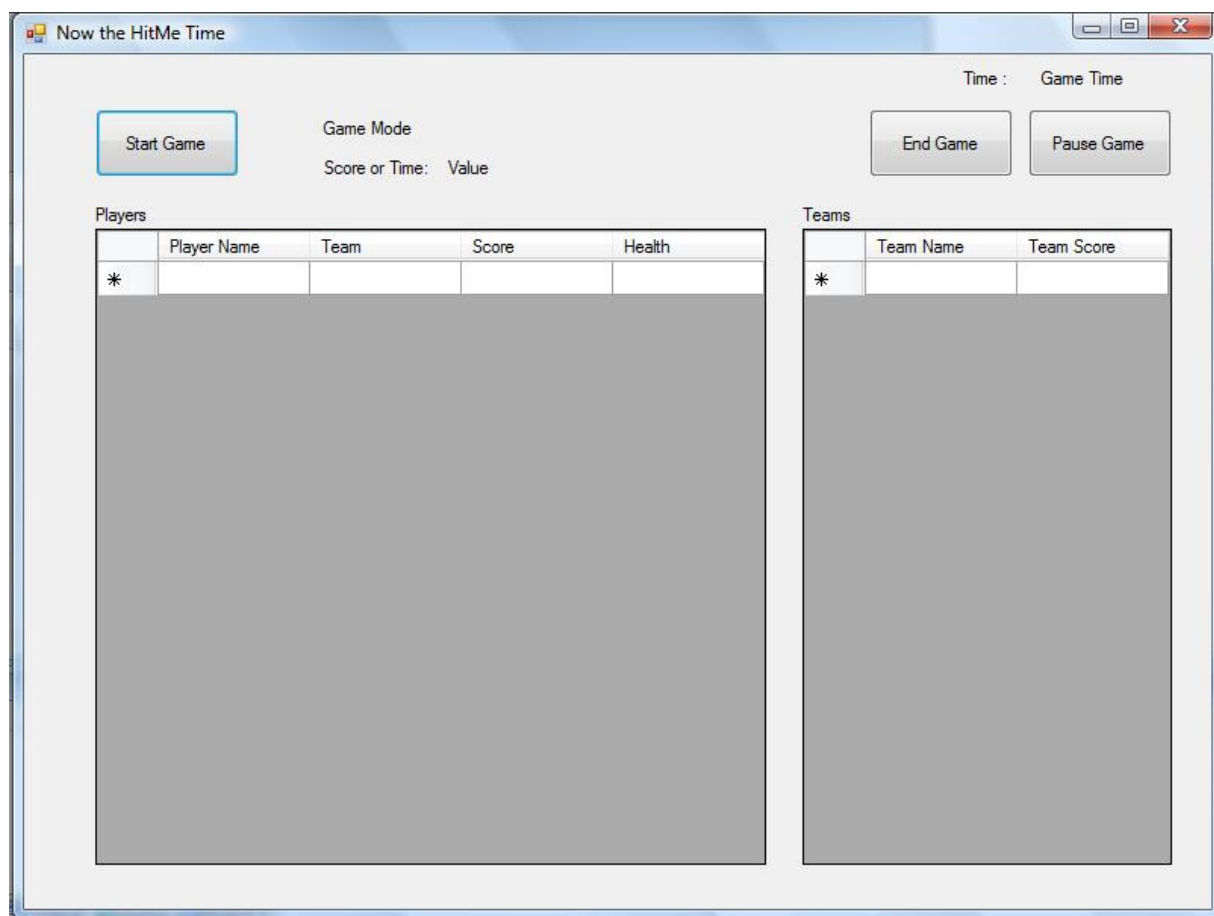 Now the HitMe Time
Time : Game Time
Start Game
Game Mode
Score or Time: Value
End Game
Pause Game
Players
Player Name Team Score Health
*
Teams
Team Name Team Score
*